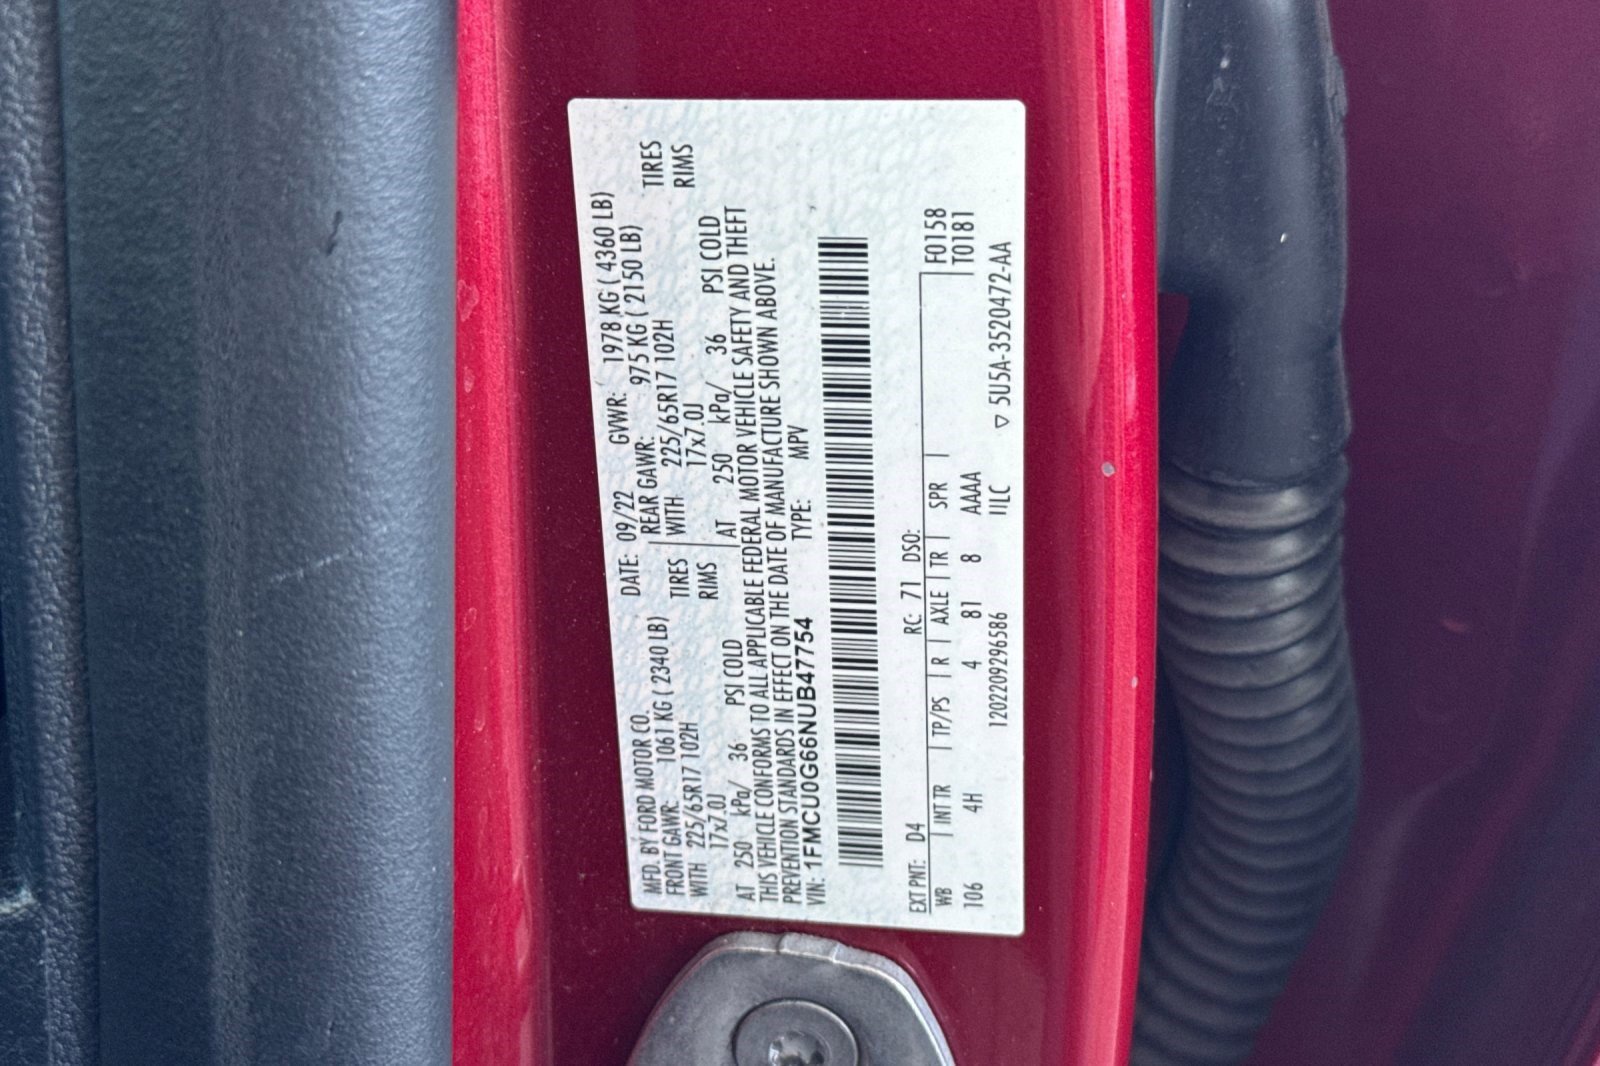 MFD. BY FORD MOTOR CO.
DATE: 09/22 GVWR: 1978 KG ( 4360 LB)
FRONT GAWR: 1061 KG ( 2340 LB) REAR GAWR: 975 KG ( 2150 LB)
WITH 225/65R17 102H TIRES WITH 225/65R17 102H TIRES
17x7.0J RIMS 17x7.0J RIMS
AT 250 kPa/ 36 PSI COLD AT 250 kPa/ 36 PSI COLD
THIS VEHICLE CONFORMS TO ALL APPLICABLE FEDERAL MOTOR VEHICLE SAFETY AND THEFT
PREVENTION STANDARDS IN EFFECT ON THE DATE OF MANUFACTURE SHOWN ABOVE.
VIN: 1FMCU0G66NUB47754 TYPE: MPV
EXT PNT: D4 RC: 71 DSO: F0158
WB INT TR TP/PS R AXLE TR SPR T0181
106 4H 4 81 8 AAAA
1202209296586 IILC ▽ 5U5A-3520472-AA